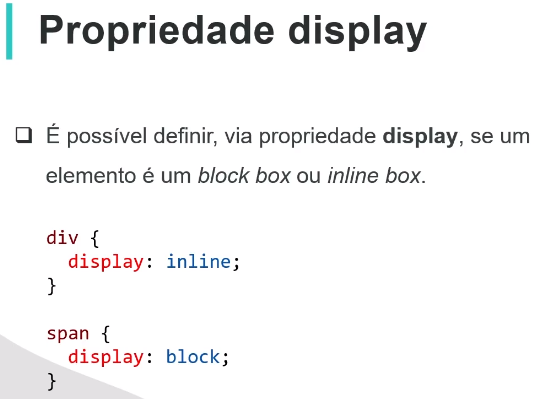 Propriedade display
❑ É possível definir, via propriedade display, se um
elemento é um block box ou inline box.
div {
  display: inline;
}
span {
  display: block;
}